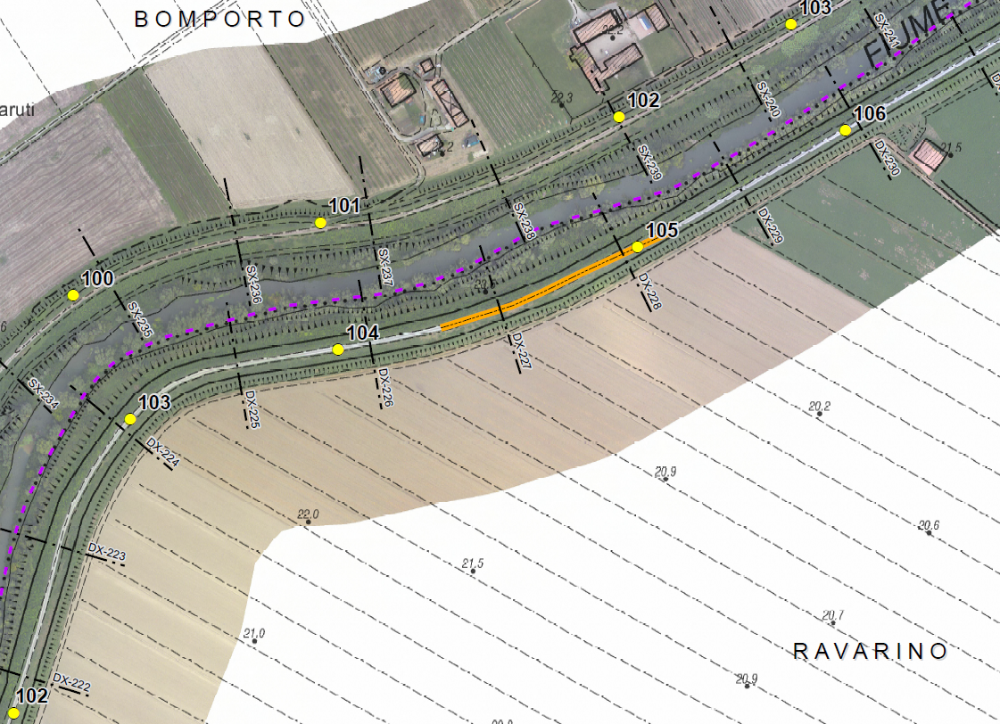 BOMPORTO
103
SX-241
FIUME
aruti
22.2
22.3
102
SX-240
106
21.5
DX-230
SX-239
101
SX-238
DX-229
105
100
SX-237
SX-236
SX-235
DX-228
104
DX-227
SX-234
103
DX-226
DX-225
20.2
DX-224
20.9
22.0
20.6
DX-223
21.5
20.7
21.0
RAVARINO
DX-222
20.9
102